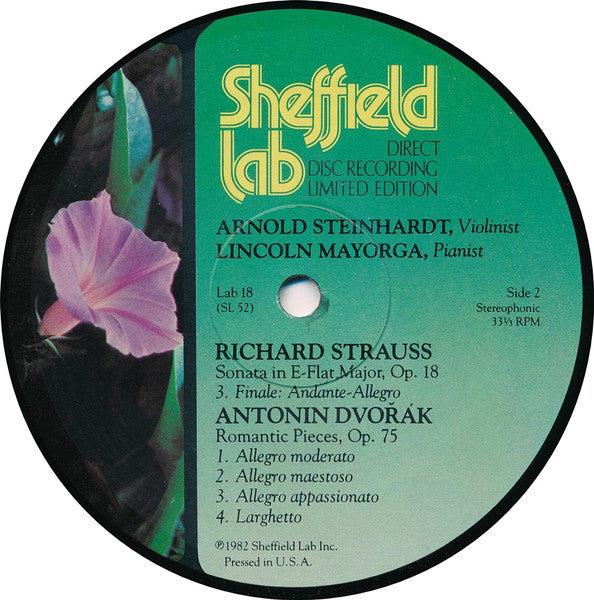 Sheffield
Lab
DIRECT
DISC RECORDING
LIMITED EDITION
ARNOLD STEINHARDT, Violinist
LINCOLN MAYORGA, Pianist
Lab 18
(SL 52)
Side 2
Stereophonic
33⅓ RPM
RICHARD STRAUSS
Sonata in E-Flat Major, Op. 18
3. Finale: Andante-Allegro
ANTONIN DVOŘÁK
Romantic Pieces, Op. 75
1. Allegro moderato
2. Allegro maestoso
3. Allegro appassionato
4. Larghetto
℗1982 Sheffield Lab Inc.
Pressed in U.S.A.